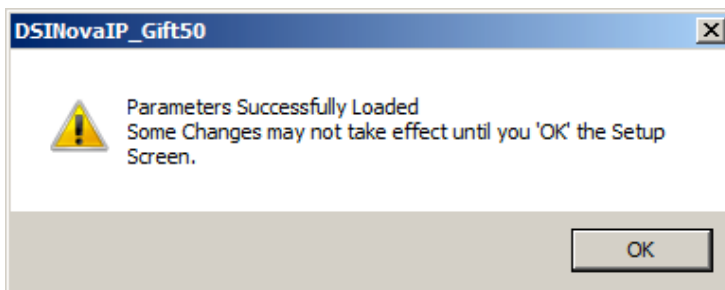 DSINovaIP_Gift50
Parameters Successfully Loaded
Some Changes may not take effect until you 'OK' the Setup
Screen.
OK